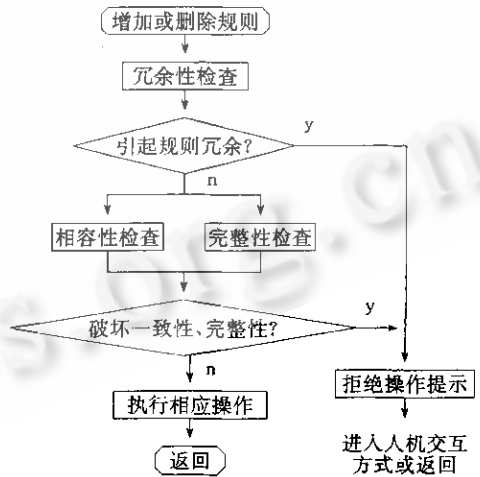 增加或删除规则
冗余性检查
y
引起规则冗余?
n
相容性检查
完整性检查
y
破坏一致性、完整性?
n
拒绝操作提示
执行相应操作
进入人机交互
方式或返回
返回
s.org.cn